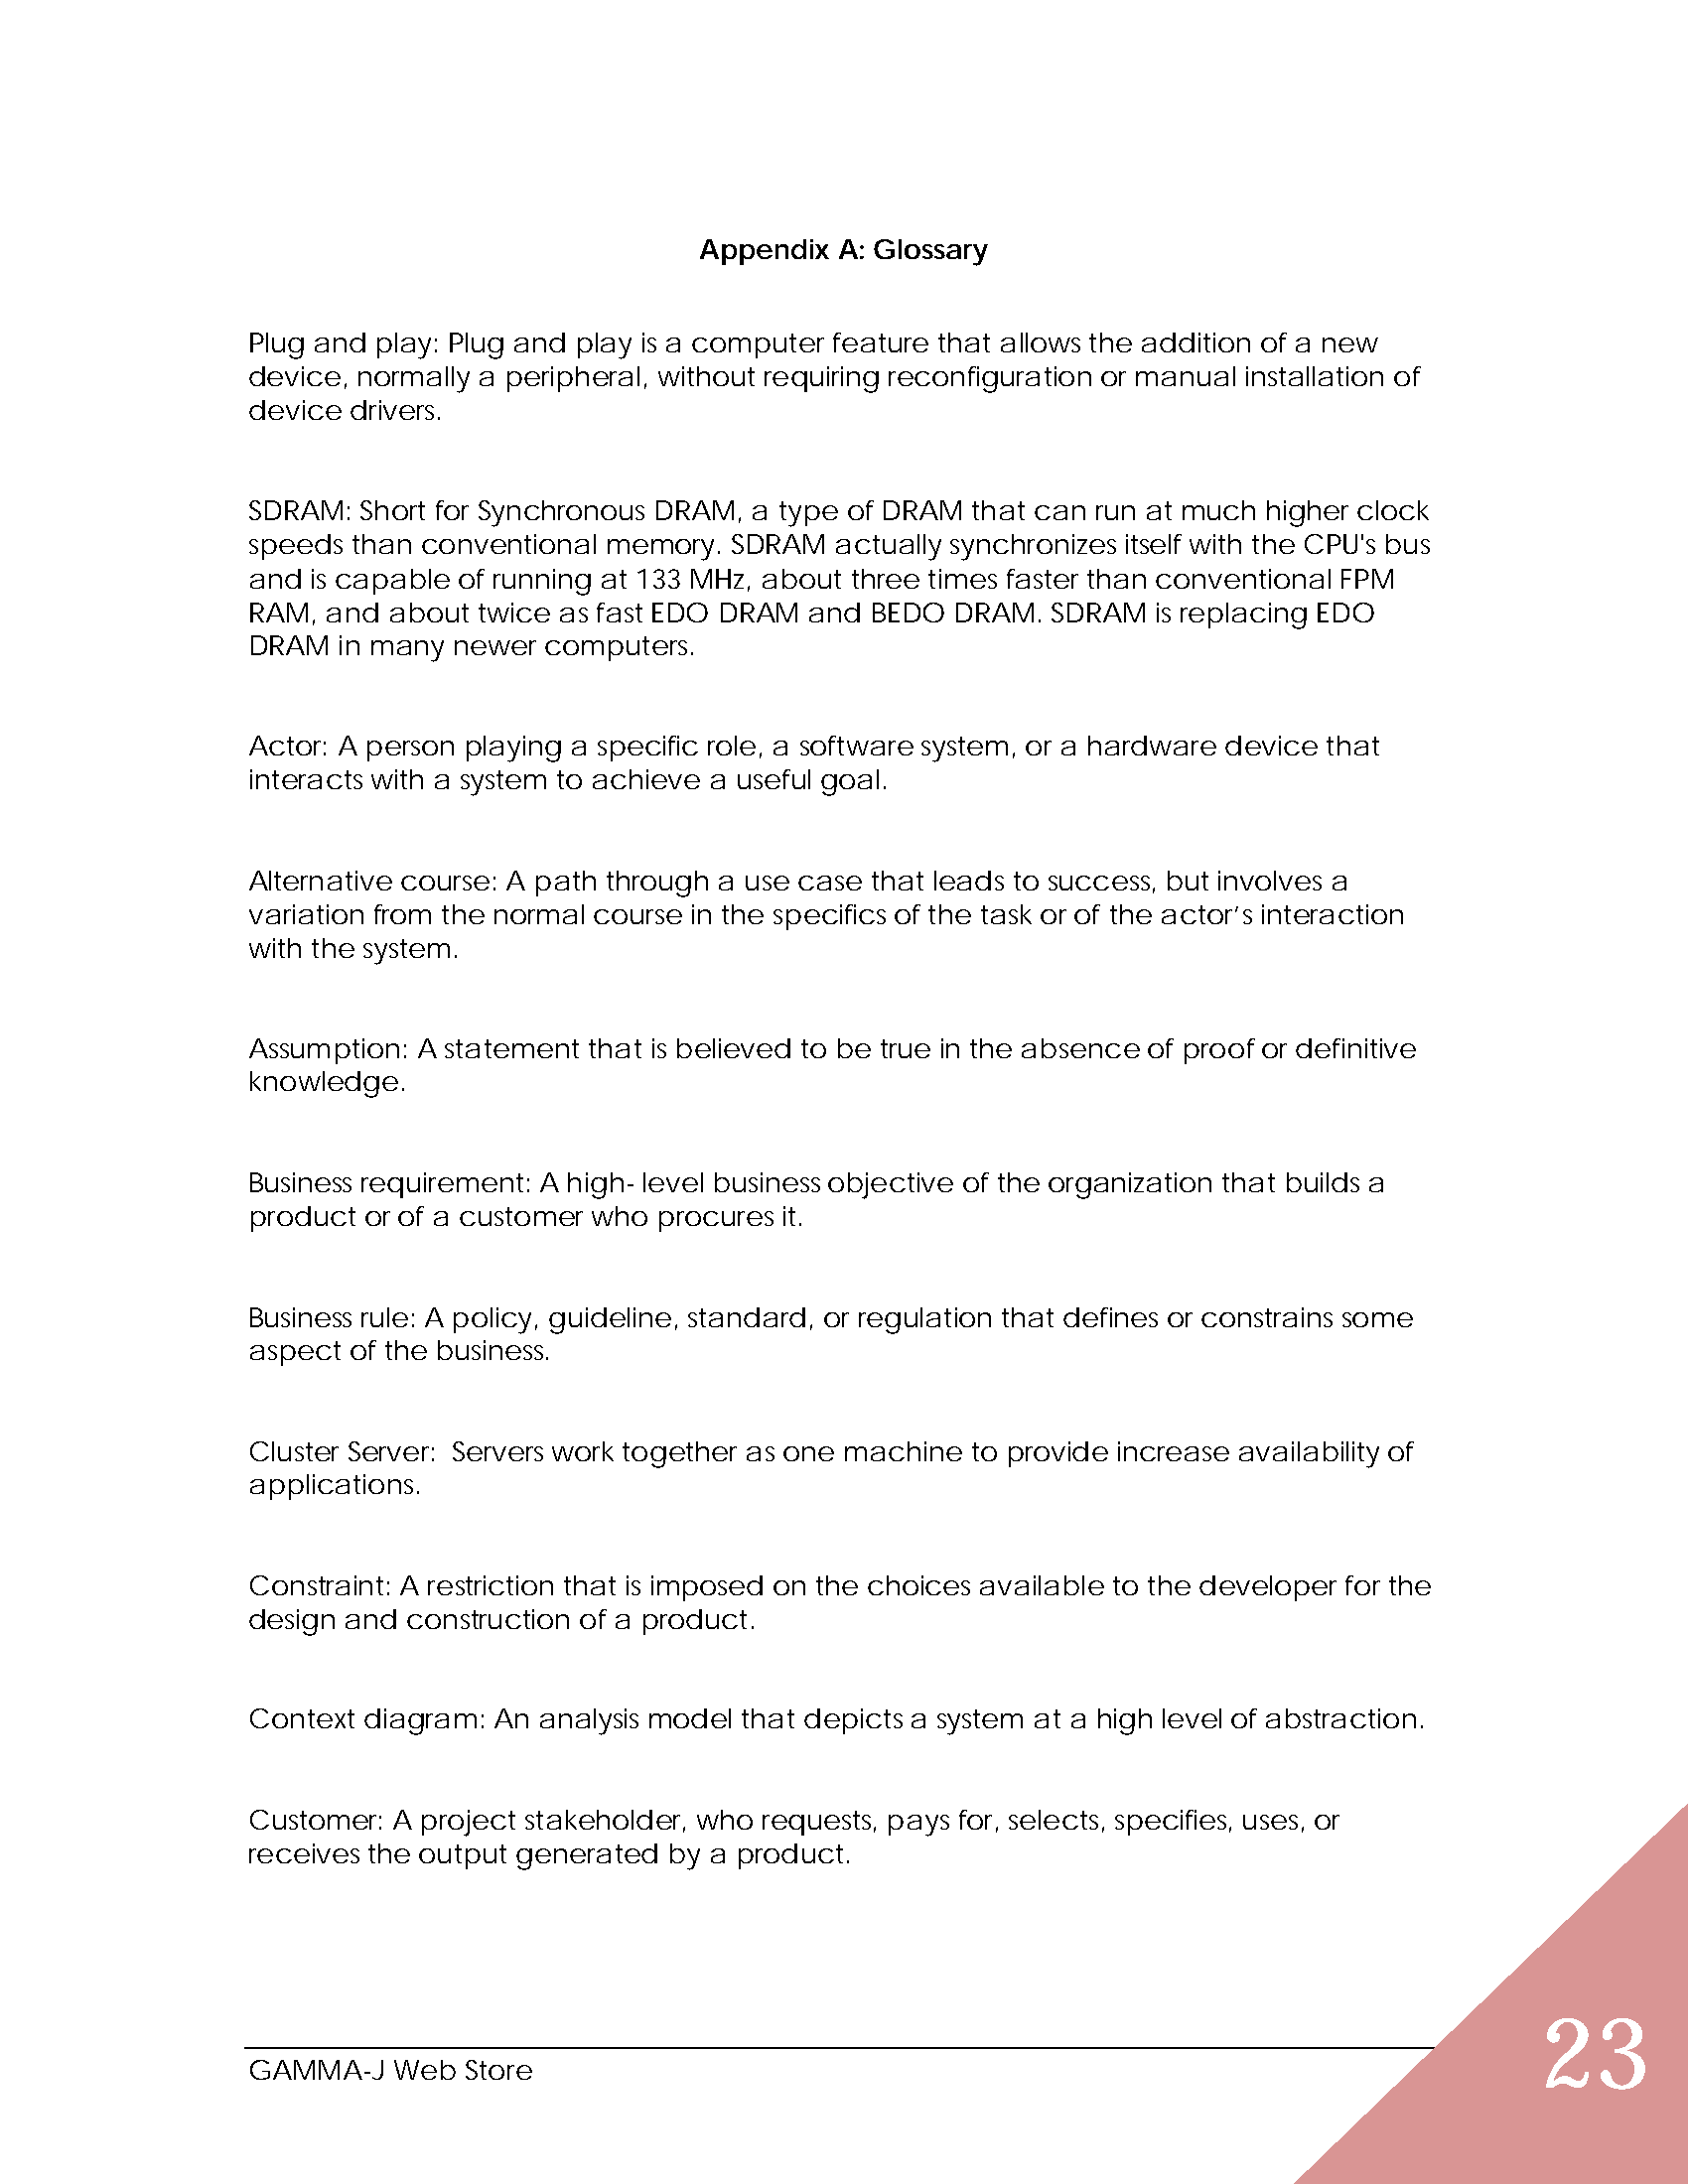 Appendix A: Glossary
Plug and play: Plug and play is a computer feature that allows the addition of a new
device, normally a peripheral, without requiring reconfiguration or manual installation of
device drivers.
SDRAM: Short for Synchronous DRAM, a type of DRAM that can run at much higher clock
speeds than conventional memory. SDRAM actually synchronizes itself with the CPU's bus
and is capable of running at 133 MHz, about three times faster than conventional FPM
RAM, and about twice as fast EDO DRAM and BEDO DRAM. SDRAM is replacing EDO
DRAM in many newer computers.
Actor: A person playing a specific role, a software system, or a hardware device that
interacts with a system to achieve a useful goal.
Alternative course: A path through a use case that leads to success, but involves a
variation from the normal course in the specifics of the task or of the actor’s interaction
with the system.
Assumption: A statement that is believed to be true in the absence of proof or definitive
knowledge.
Business requirement: A high- level business objective of the organization that builds a
product or of a customer who procures it.
Business rule: A policy, guideline, standard, or regulation that defines or constrains some
aspect of the business.
Cluster Server:  Servers work together as one machine to provide increase availability of
applications.
Constraint: A restriction that is imposed on the choices available to the developer for the
design and construction of a product.
Context diagram: An analysis model that depicts a system at a high level of abstraction.
Customer: A project stakeholder, who requests, pays for, selects, specifies, uses, or
receives the output generated by a product.
GAMMA-J Web Store
23